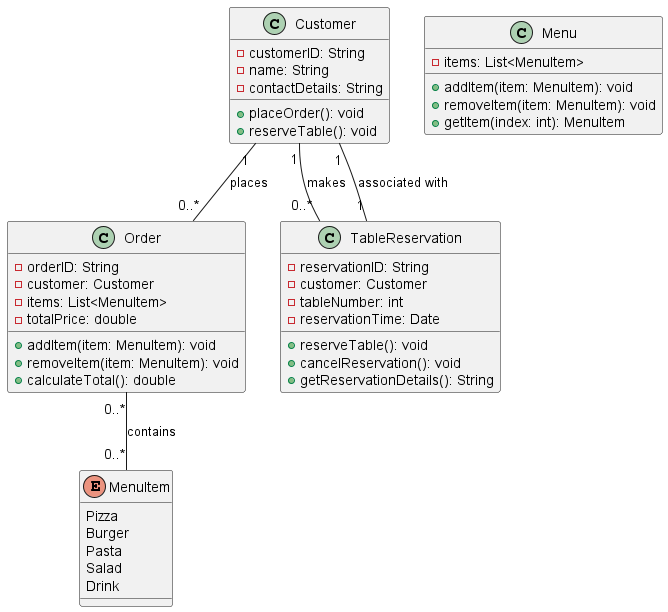 C Customer
customerID: String
name: String
contactDetails: String
placeOrder(): void
reserveTable(): void
C Menu
items: List<MenuItem>
addItem(item: MenuItem): void
removeItem(item: MenuItem): void
getItem(index: int): MenuItem
1
places
0..*
1
makes
0..*
1
associated with
1
C Order
orderID: String
customer: Customer
items: List<MenuItem>
totalPrice: double
addItem(item: MenuItem): void
removeItem(item: MenuItem): void
calculateTotal(): double
C TableReservation
reservationID: String
customer: Customer
tableNumber: int
reservationTime: Date
reserveTable(): void
cancelReservation(): void
getReservationDetails(): String
0..*
contains
0..*
E MenuItem
Pizza
Burger
Pasta
Salad
Drink